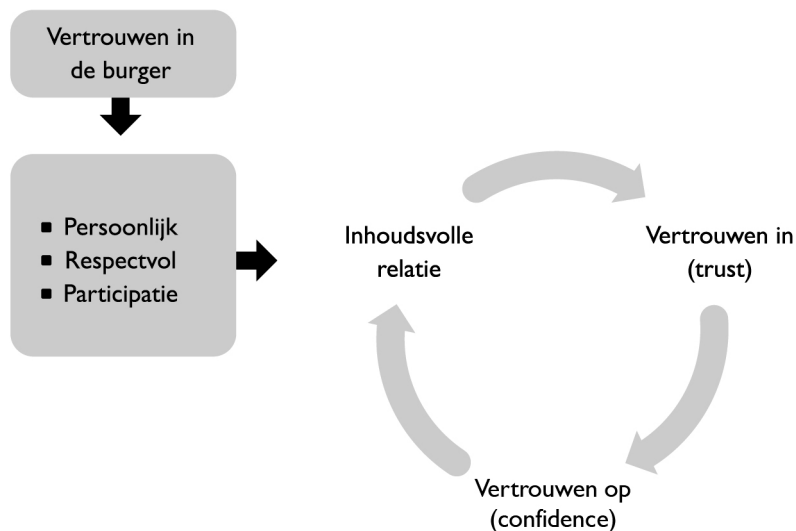 Vertrouwen in
de burger
▪ Persoonlijk
▪ Respectvol
▪ Participatie
Inhoudsvolle
relatie
Vertrouwen in
(trust)
Vertrouwen op
(confidence)